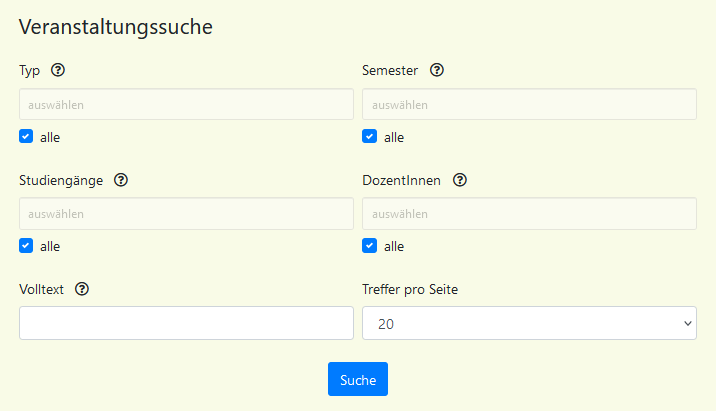 Veranstaltungssuche
Typ
Semester
auswählen
auswählen
alle
alle
Studiengänge
DozentInnen
auswählen
auswählen
alle
alle
Volltext
Treffer pro Seite
20
Suche